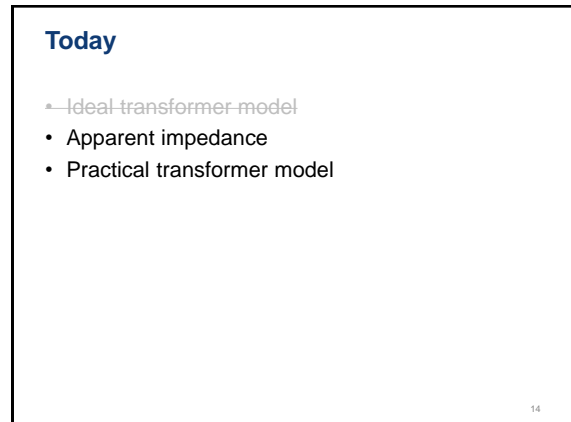 Today
• Ideal transformer model
• Apparent impedance
• Practical transformer model
14